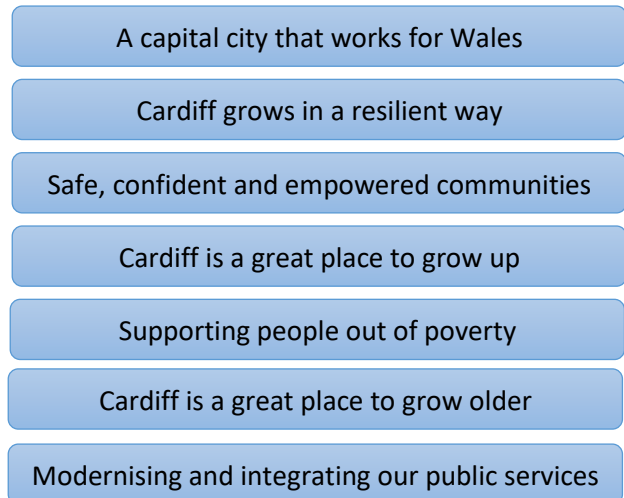 A capital city that works for Wales
Cardiff grows in a resilient way
Safe, confident and empowered communities
Cardiff is a great place to grow up
Supporting people out of poverty
Cardiff is a great place to grow older
Modernising and integrating our public services